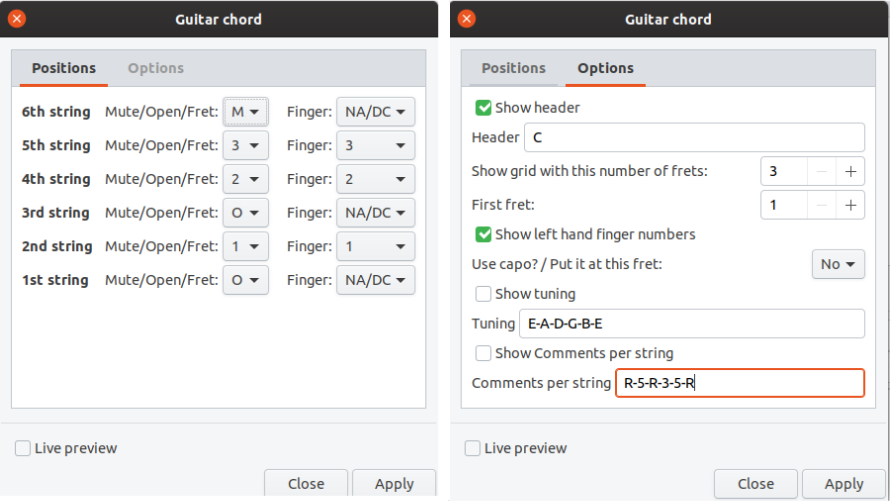 Guitar chord
Positions Options
6th string Mute/Open/Fret: M Finger: NA/DC
5th string Mute/Open/Fret: 3 Finger: 3
4th string Mute/Open/Fret: 2 Finger: 2
3rd string Mute/Open/Fret: O Finger: NA/DC
2nd string Mute/Open/Fret: 1 Finger: 1
1st string Mute/Open/Fret: O Finger: NA/DC
Live preview
Close Apply
Guitar chord
Positions Options
Show header
Header C
Show grid with this number of frets: 3
First fret: 1
Show left hand finger numbers
Use capo? / Put it at this fret: No
Show tuning
Tuning E-A-D-G-B-E
Show Comments per string
Comments per string R-5-R-3-5-R
Live preview
Close Apply